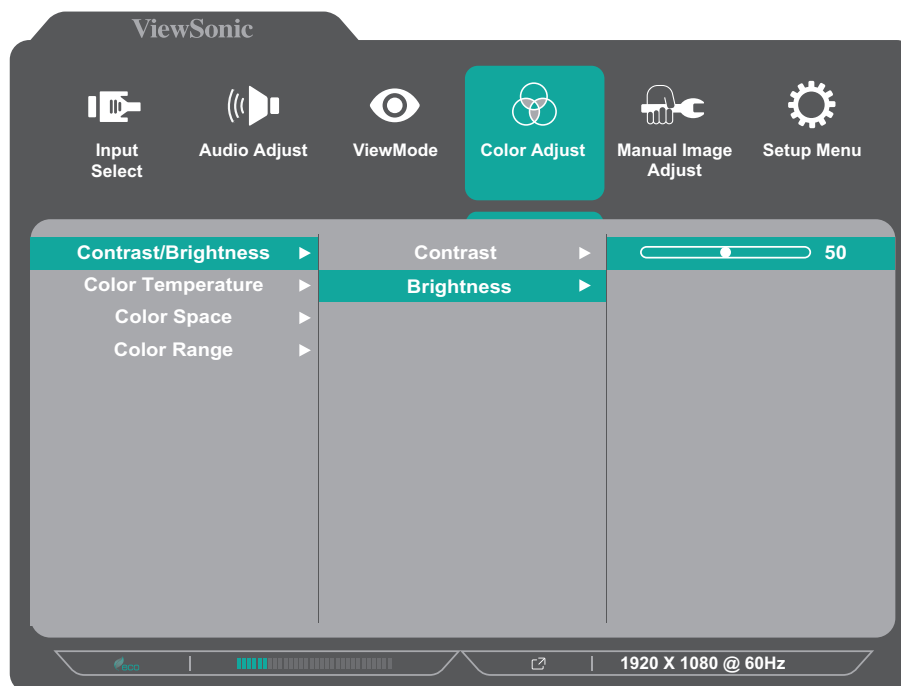 ViewSonic
Input
Select
Audio Adjust
ViewMode
Color Adjust
Manual Image
Adjust
Setup Menu
Contrast/Brightness
Contrast
50
Color Temperature
Brightness
Color Space
Color Range
eco
1920 X 1080 @ 60Hz